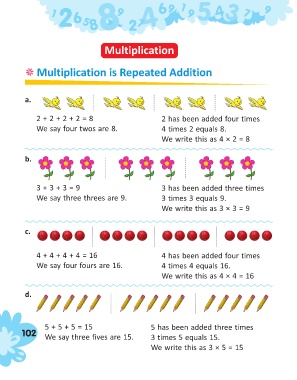 Multiplication
Multiplication is Repeated Addition
a.
2 + 2 + 2 + 2 = 8
We say four twos are 8.
2 has been added four times
4 times 2 equals 8.
We write this as 4 × 2 = 8
b.
3 + 3 + 3 = 9
We say three threes are 9.
3 has been added three times
3 times 3 equals 9.
We write this as 3 × 3 = 9
c.
4 + 4 + 4 + 4 = 16
We say four fours are 16.
4 has been added four times
4 times 4 equals 16.
We write this as 4 × 4 = 16
d.
5 + 5 + 5 = 15
We say three fives are 15.
5 has been added three times
3 times 5 equals 15.
We write this as 3 × 5 = 15
102